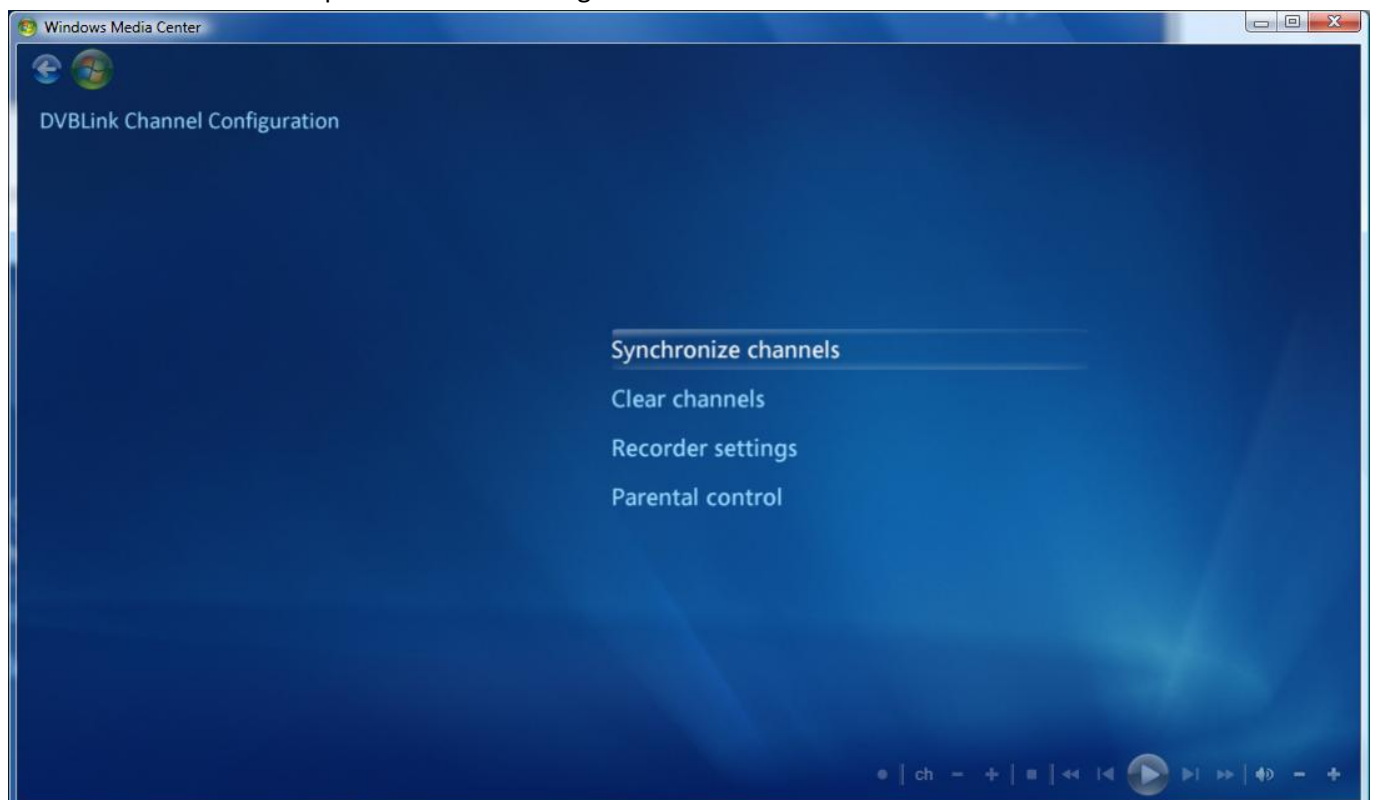 Windows Media Center
DVBLink Channel Configuration
Synchronize channels
Clear channels
Recorder settings
Parental control
ch - +
- +